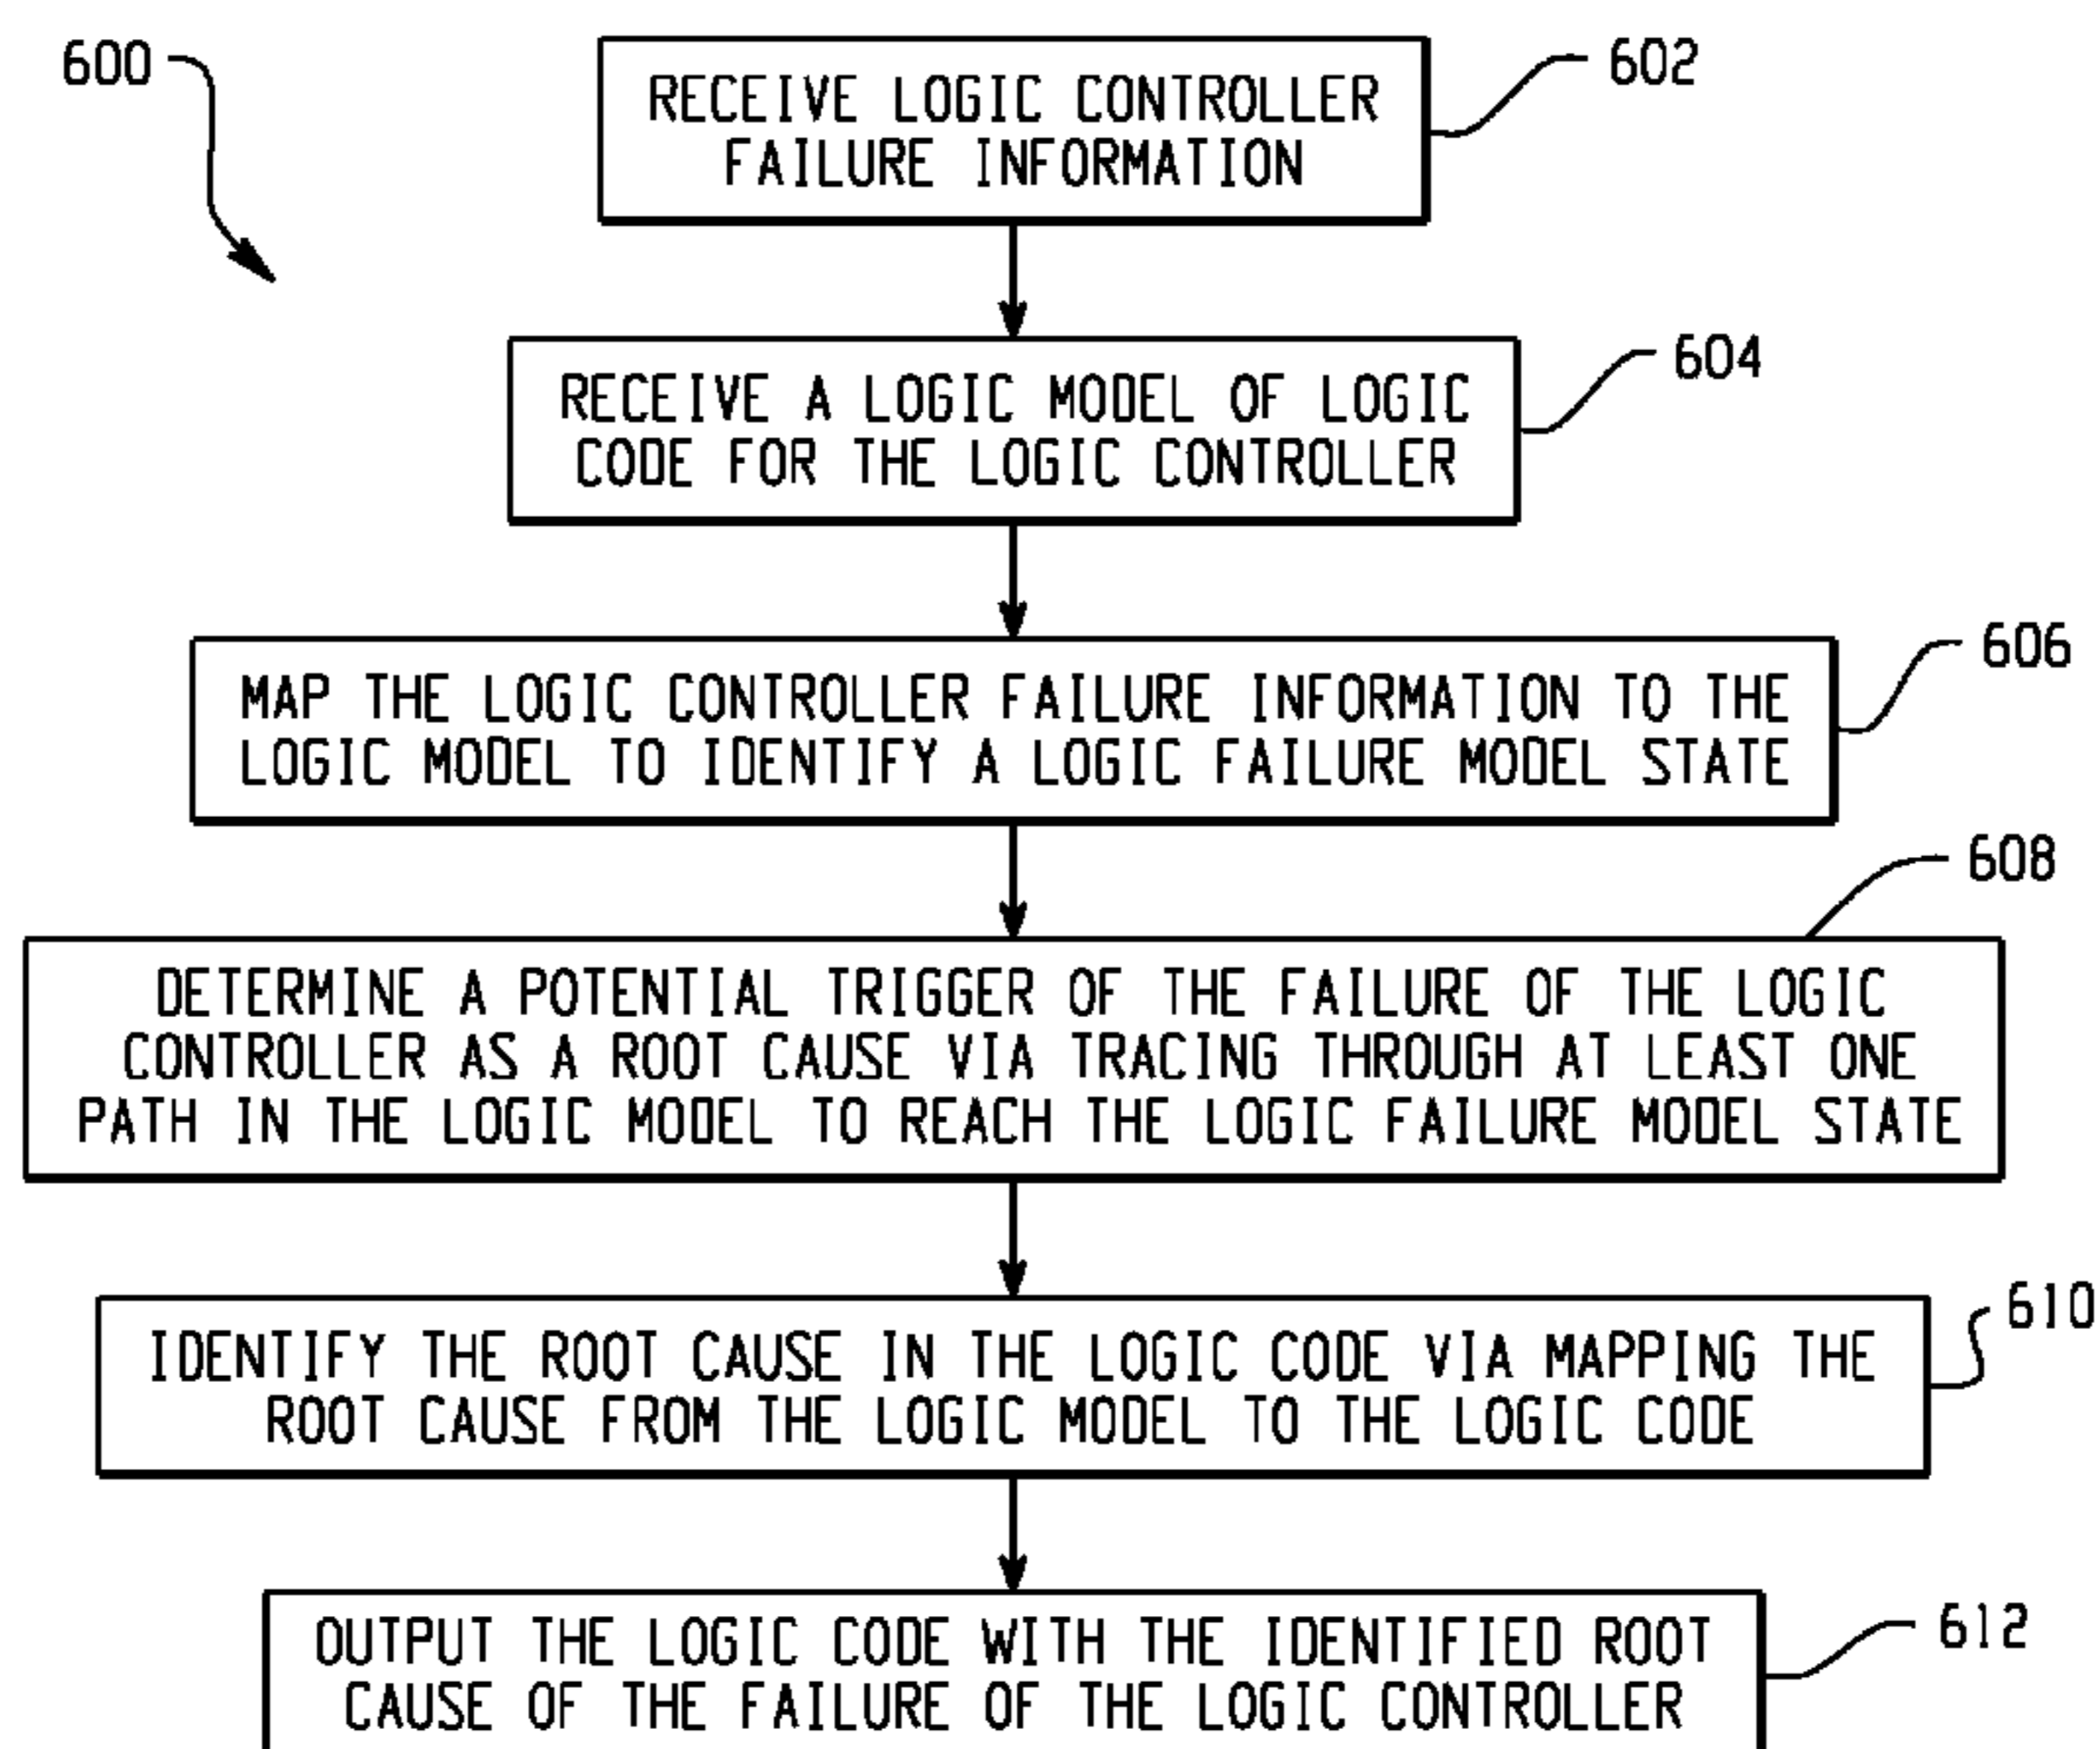 600
RECEIVE LOGIC CONTROLLER
FAILURE INFORMATION
602
RECEIVE A LOGIC MODEL OF LOGIC
CODE FOR THE LOGIC CONTROLLER
604
MAP THE LOGIC CONTROLLER FAILURE INFORMATION TO THE
LOGIC MODEL TO IDENTIFY A LOGIC FAILURE MODEL STATE
606
DETERMINE A POTENTIAL TRIGGER OF THE FAILURE OF THE LOGIC
CONTROLLER AS A ROOT CAUSE VIA TRACING THROUGH AT LEAST ONE
PATH IN THE LOGIC MODEL TO REACH THE LOGIC FAILURE MODEL STATE
608
IDENTIFY THE ROOT CAUSE IN THE LOGIC CODE VIA MAPPING THE
ROOT CAUSE FROM THE LOGIC MODEL TO THE LOGIC CODE
610
OUTPUT THE LOGIC CODE WITH THE IDENTIFIED ROOT
CAUSE OF THE FAILURE OF THE LOGIC CONTROLLER
612